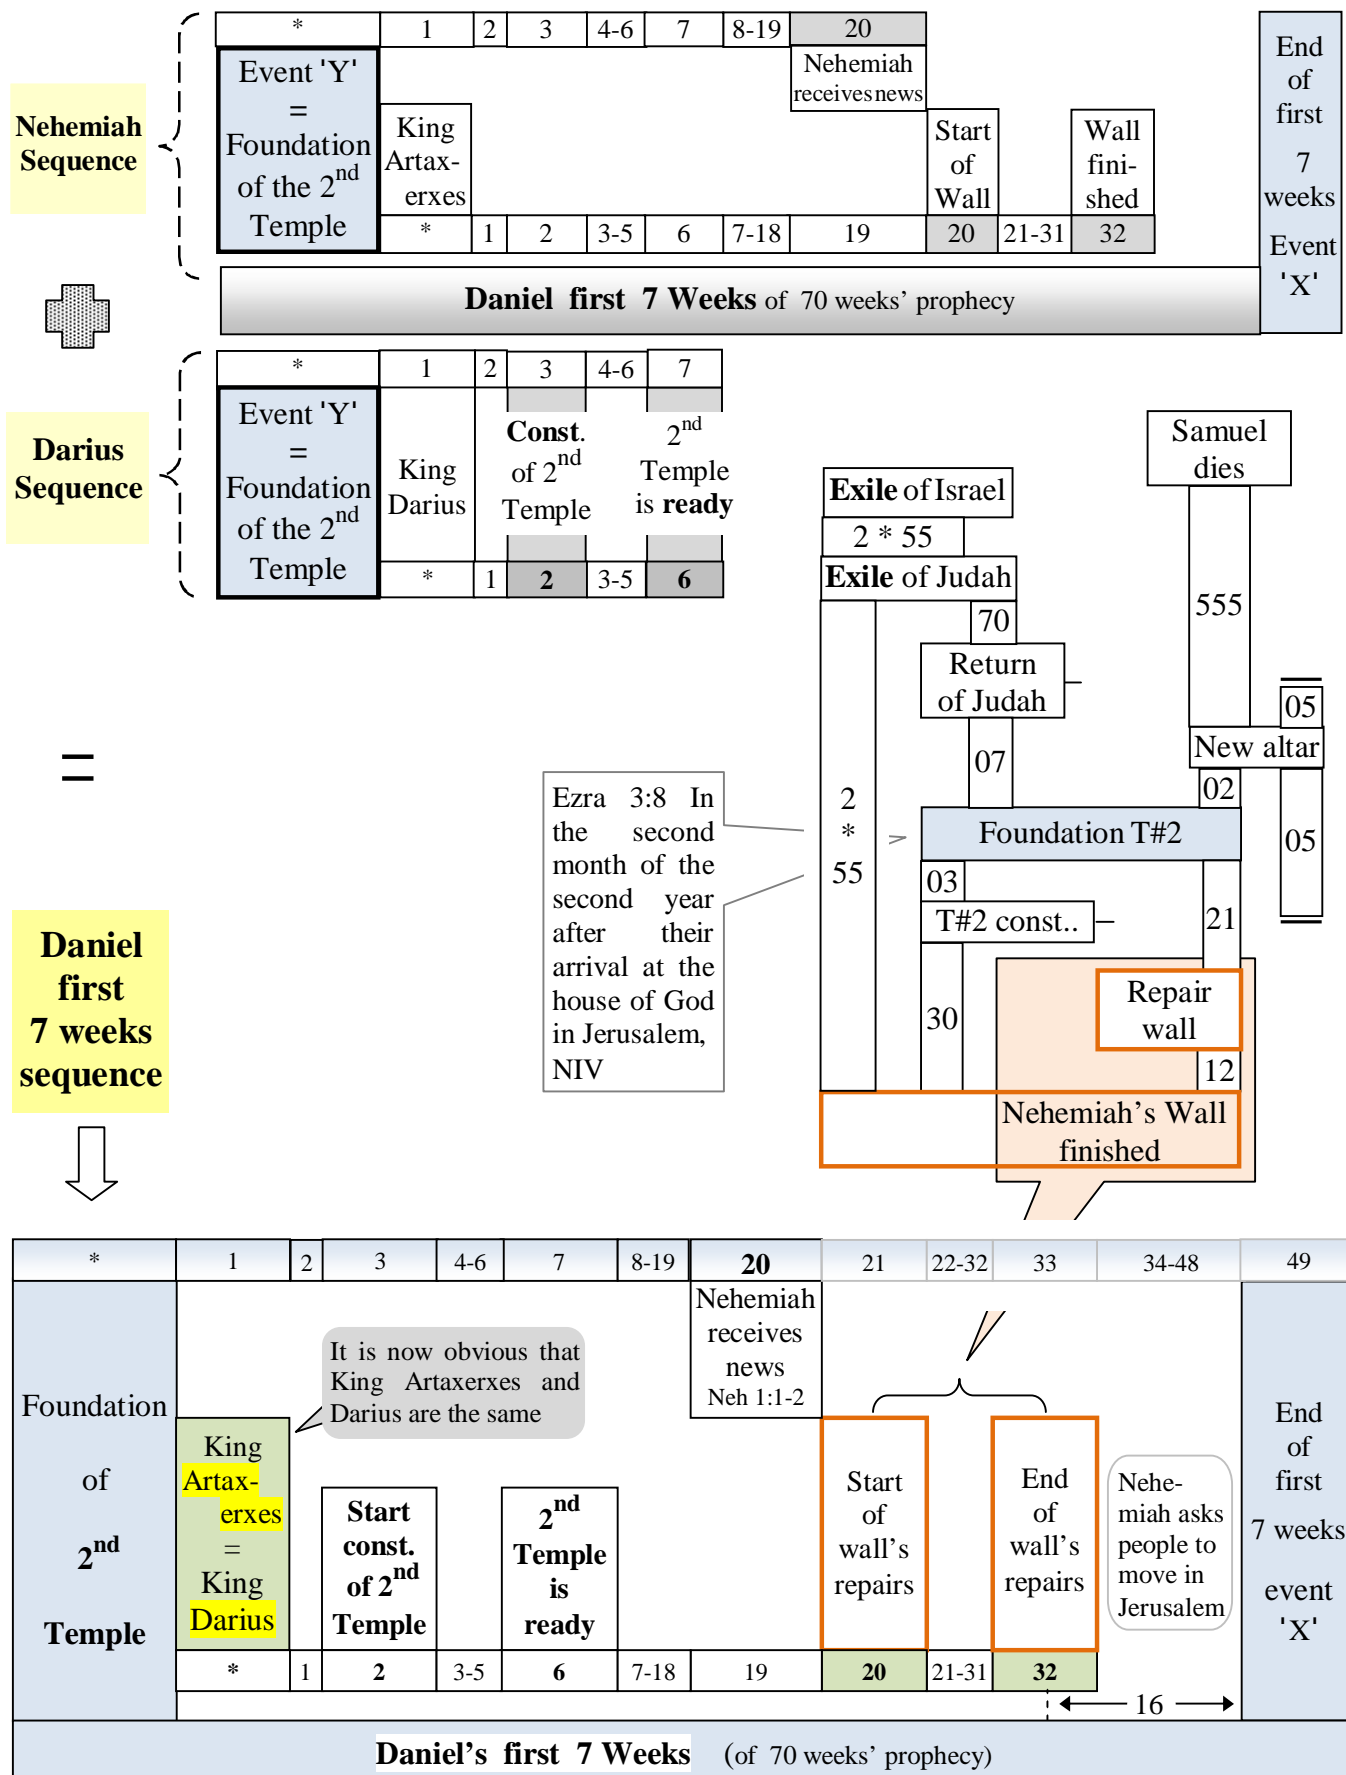 * 1 2 3 4-6 7 8-19 20
Nehemiah
Sequence
Event 'Y'
=
Foundation
of the 2nd
Temple
King
Artax-
erxes
Nehemiah
receives news
Start
of
Wall
Wall
fini-
shed
* 1 2 3-5 6 7-18 19 20 21-31 32
End
of
first
7
weeks
Event
'X'
Daniel first 7 Weeks of 70 weeks' prophecy
* 1 2 3 4-6 7
Darius
Sequence
Event 'Y'
=
Foundation
of the 2nd
Temple
King
Darius
Const.
of 2nd
Temple
2nd
Temple
is ready
* 1 2 3-5 6
=
Daniel
first
7 weeks
sequence
Ezra 3:8 In
the second
month of the
second year
after their
arrival at the
house of God
in Jerusalem,
NIV
Exile of Israel
2 * 55
Exile of Judah
2
*
55
70
Return
of Judah
07
Samuel
dies
555
05
New altar
02
05
Foundation T#2
03
T#2 const..
30
21
Repair
wall
12
Nehemiah's Wall
finished
* 1 2 3 4-6 7 8-19 20 21 22-32 33 34-48 49
Foundation
of
2nd
Temple
King
Artax-
erxes
=
King
Darius
It is now obvious that
King Artaxerxes and
Darius are the same
Start
const.
of 2nd
Temple
2nd
Temple
is
ready
Nehemiah
receives
news
Neh 1:1-2
Start
of
wall's
repairs
End
of
wall's
repairs
Nehe-
miah asks
people to
move in
Jerusalem
End
of
first
7 weeks
event
'X'
* 1 2 3-5 6 7-18 19 20 21-31 32
16
Daniel's first 7 Weeks (of 70 weeks' prophecy)